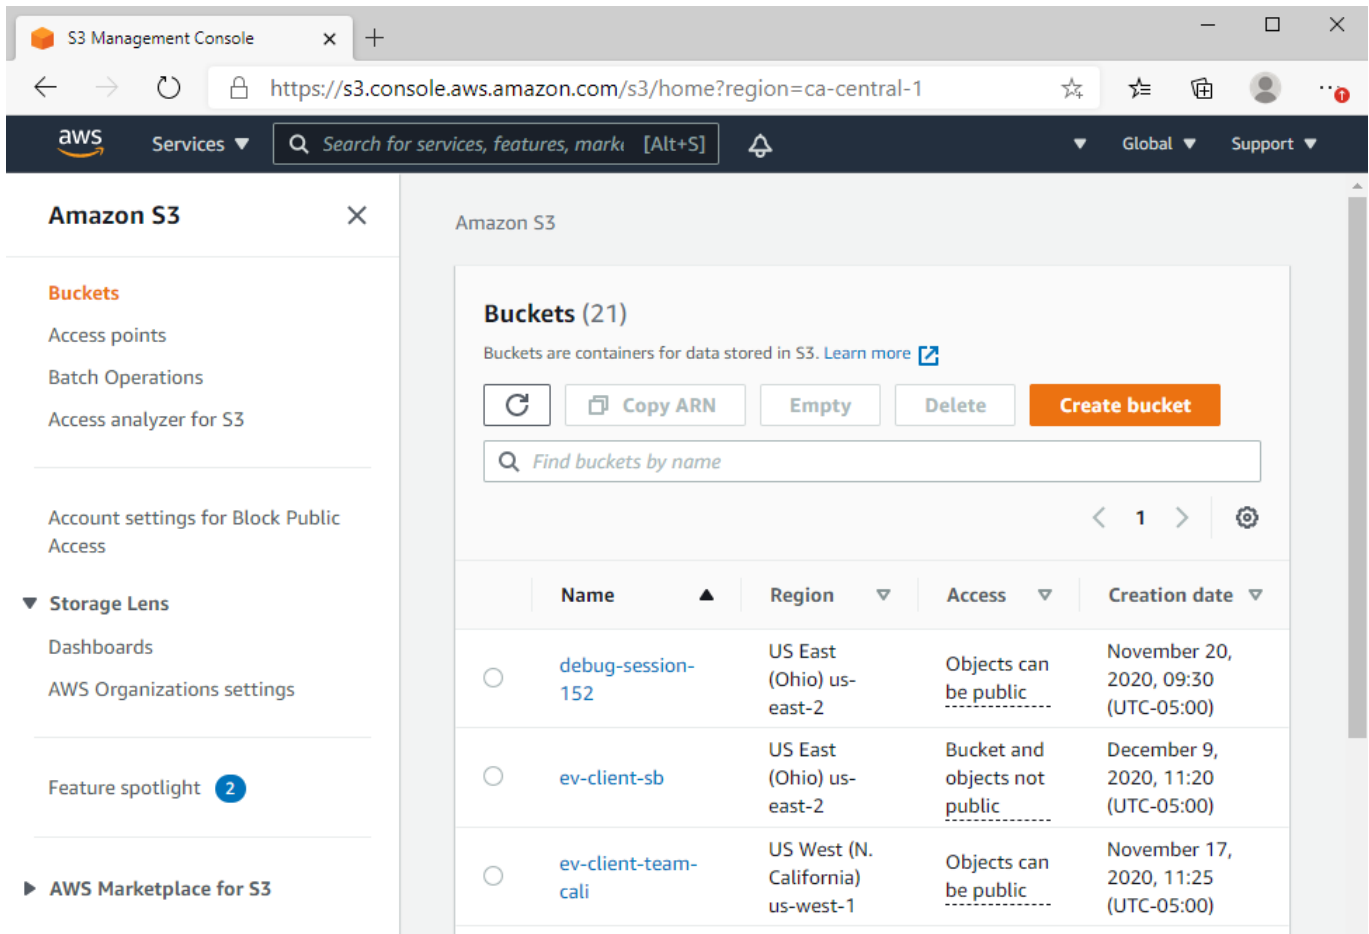 S3 Management Console
https://s3.console.aws.amazon.com/s3/home?region=ca-central-1
aws
Services
Search for services, features, marke [Alt+S]
Global
Support
Amazon S3
Buckets
Access points
Batch Operations
Access analyzer for S3
Account settings for Block Public
Access
Storage Lens
Dashboards
AWS Organizations settings
Feature spotlight 2
AWS Marketplace for S3
Amazon S3
Buckets (21)
Buckets are containers for data stored in S3. Learn more
Copy ARN
Empty
Delete
Create bucket
Find buckets by name
1
Name
Region
Access
Creation date
debug-session-
152
US East
(Ohio) us-
east-2
Objects can
be public
November 20,
2020, 09:30
(UTC-05:00)
ev-client-sb
US East
(Ohio) us-
east-2
Bucket and
objects not
public
December 9,
2020, 11:20
(UTC-05:00)
ev-client-team-
cali
US West (N.
California)
us-west-1
Objects can
be public
November 17,
2020, 11:25
(UTC-05:00)